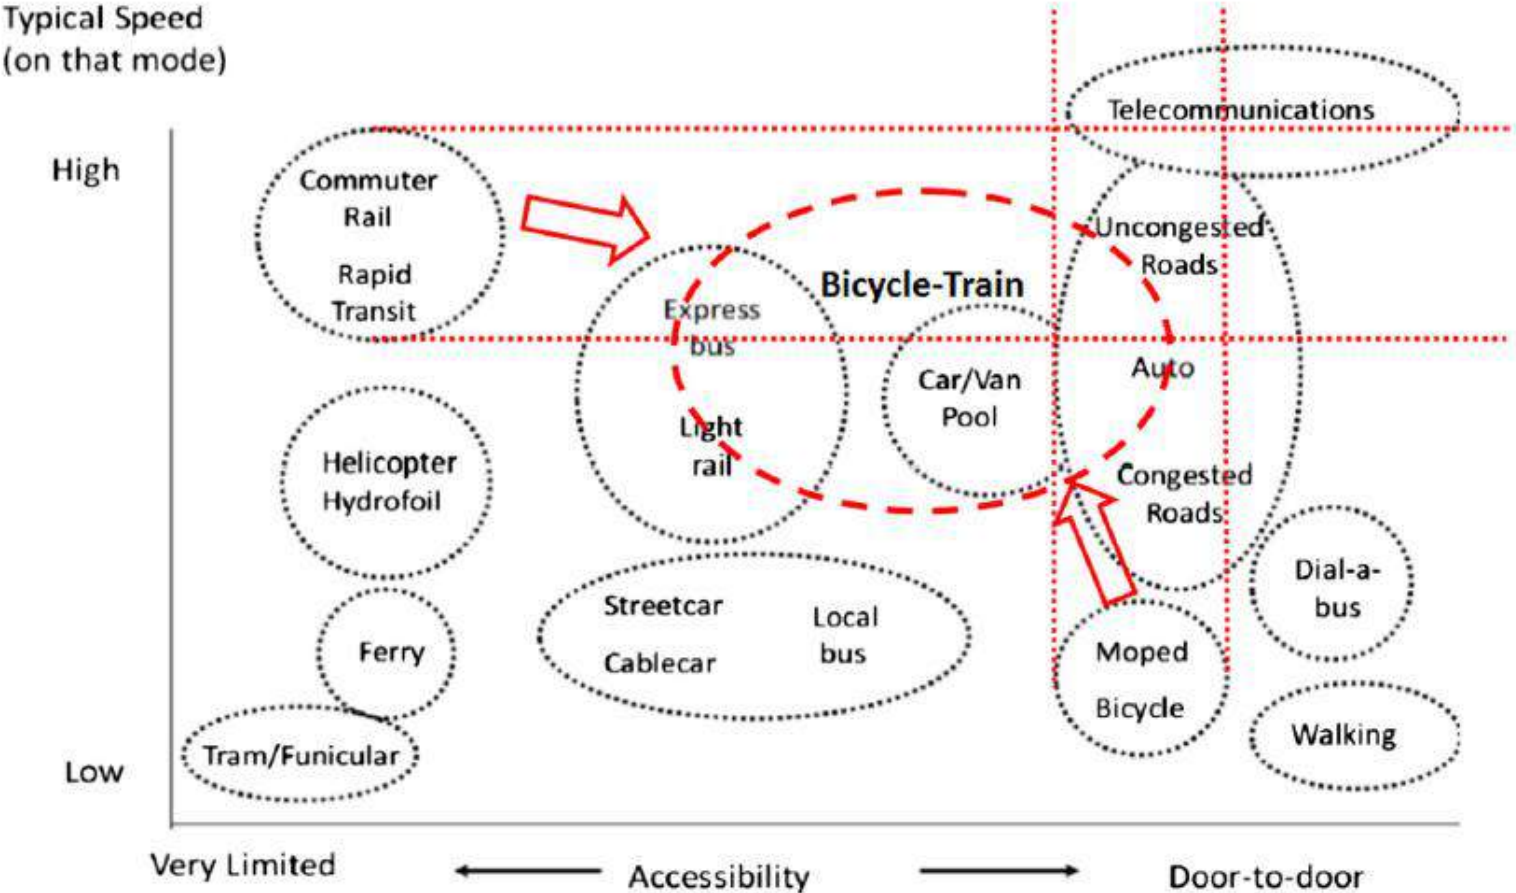 Typical Speed
(on that mode)
High
Low
Telecommunications
Commuter
Rail
Rapid
Transit
Uncongested
Roads
Bicycle-Train
Express
bus
Auto
Car/Van
Pool
Light
rail
Helicopter
Hydrofoil
Congested
Roads
Dial-a-
bus
Streetcar
Cablecar
Local
bus
Ferry
Moped
Bicycle
Tram/Funicular
Walking
Very Limited
Accessibility
Door-to-door